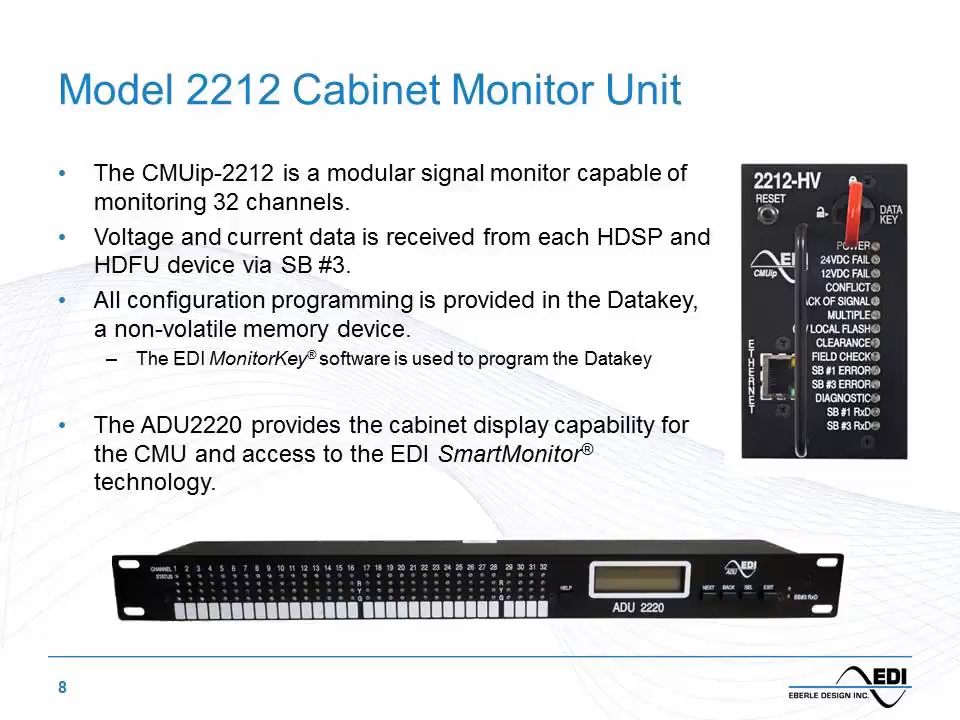 Model 2212 Cabinet Monitor Unit
• The CMUip-2212 is a modular signal monitor capable of
monitoring 32 channels.
• Voltage and current data is received from each HDSP and
HDFU device via SB #3.
• All configuration programming is provided in the Datakey,
a non-volatile memory device.
– The EDI MonitorKey® software is used to program the Datakey
• The ADU2220 provides the cabinet display capability for
the CMU and access to the EDI SmartMonitor®
technology.
2212-HV
RESET
DATA
KEY
POWER
EDI
CMUip
24VDC FAIL
12VDC FAIL
CONFLICT
ACK OF SIGNAL
MULTIPLE
LOCAL FLASH
CLEARANCE
FIELD CHECK
SB #1 ERROR
SB #3 ERROR
DIAGNOSTIC
SB #1 RxD
SB #3 RxD
ETHERNET
CHANNEL 1 2 3 4 5 6 7 8 9 10 11 12 13 14 15 16 17 18 19 20 21 22 23 24 25 26 27 28 29 30 31 32
STATUS
R
Y
G
R
Y
G
HELP
ADU 2220
EDI
ADU
NEXT BACK SEL EXIT
SB#3 RxD
8
EDI
EBERLE DESIGN INC.